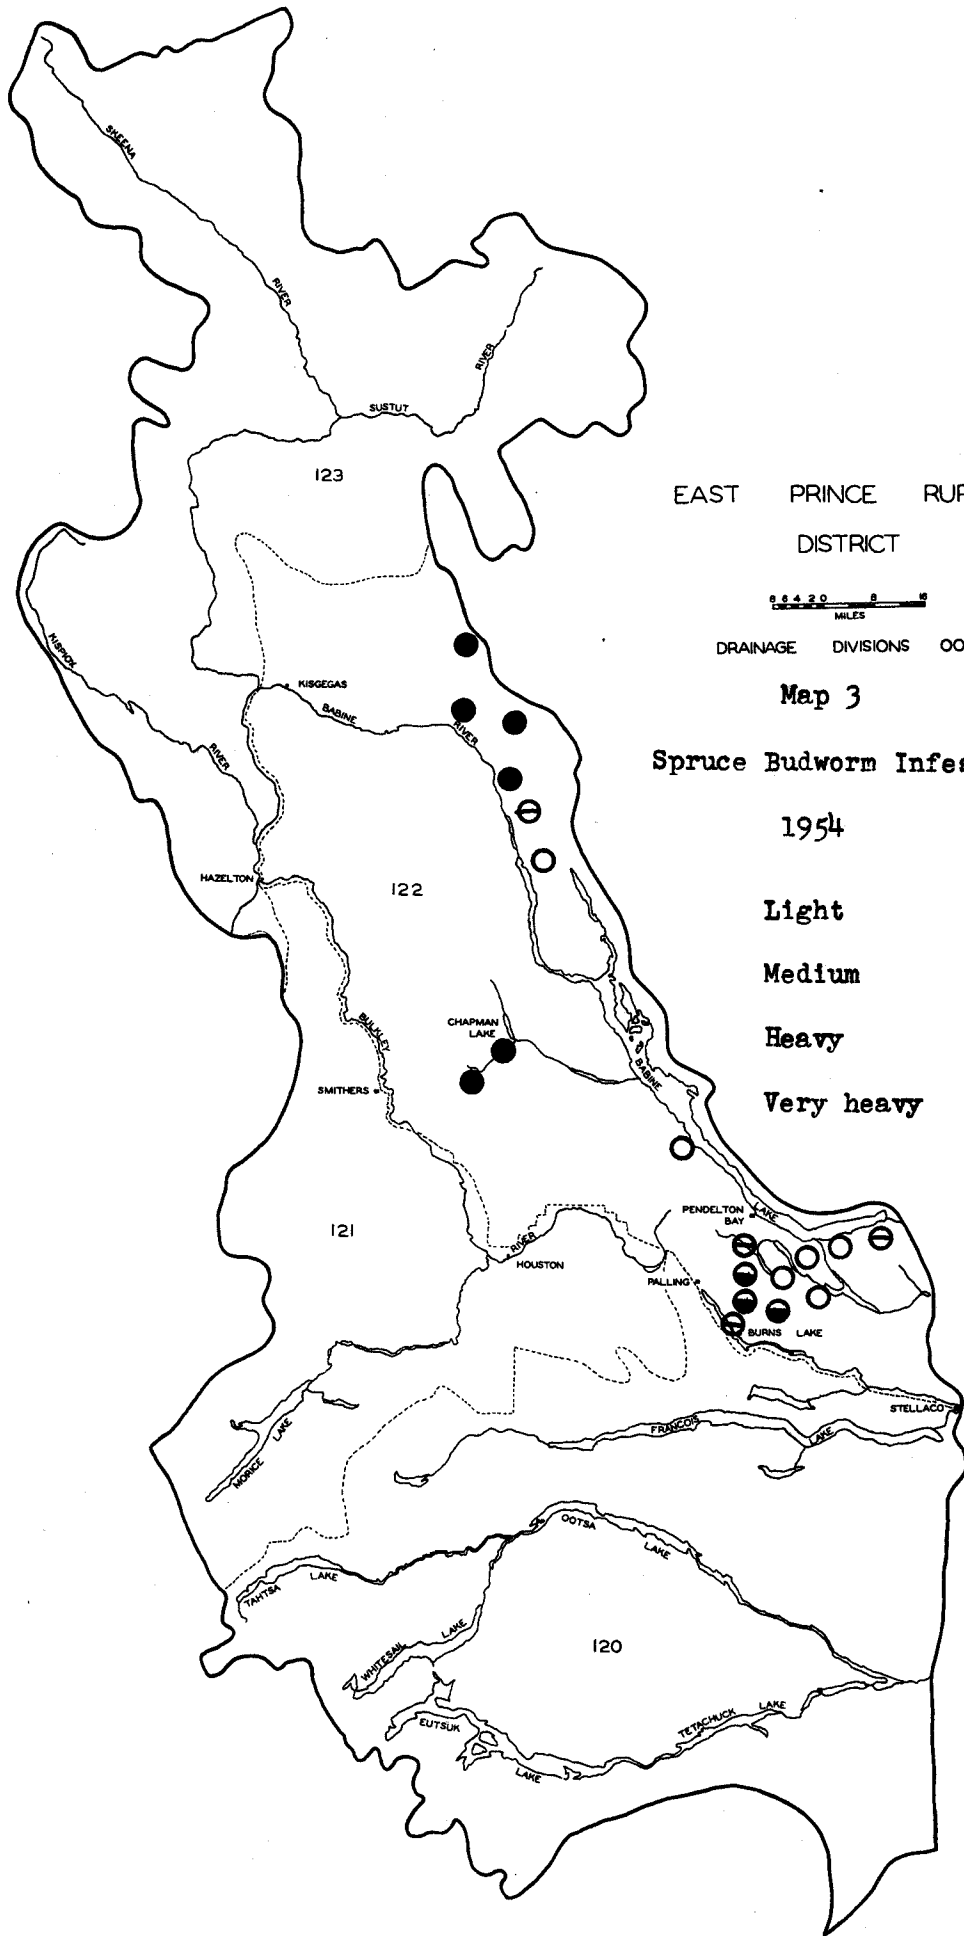 SKEENA
RIVER
RIVER
SUSTUT
123
EAST PRINCE RUP
DISTRICT
8 6 4 2 0 8 16
MILES
DRAINAGE DIVISIONS OO
Map 3
Spruce Budworm Infes
1954
Light
Medium
Heavy
Very heavy
KISPIOX
RIVER
KISGEGAS
BABINE
RIVER
HAZELTON
122
CHAPMAN
LAKE
BULKLEY
SMITHERS
BABINE
LAKE
PENDELTON
BAY
121
RIVER
HOUSTON
PALLING
BURNS LAKE
STELLACO
FRANCOIS
LAKE
MORICE
LAKE
OOTSA
LAKE
TAHTSA
LAKE
120
WHITESAIL
LAKE
EUTSUK
LAKE
TETACHUCK
LAKE